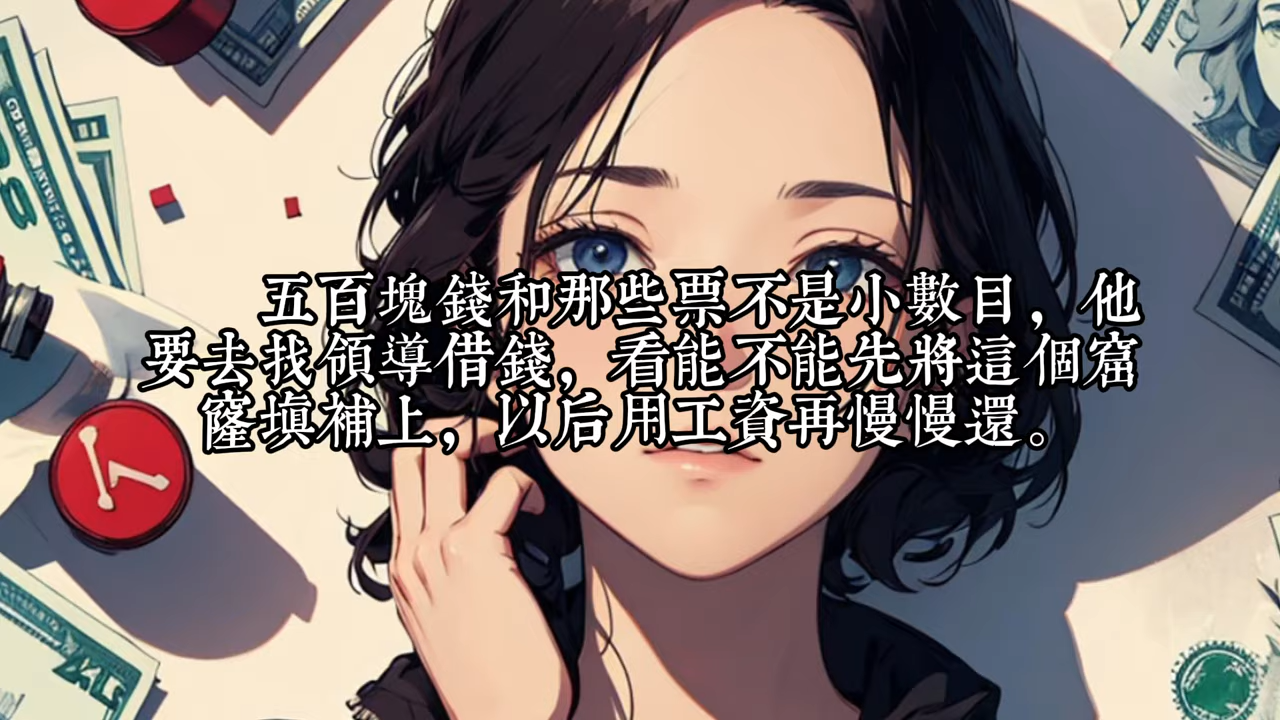 五百塊錢和那些票不是小數目，他
要去找領導借錢，看能不能先將這個窟
窿填補上，以后用工資再慢慢還。